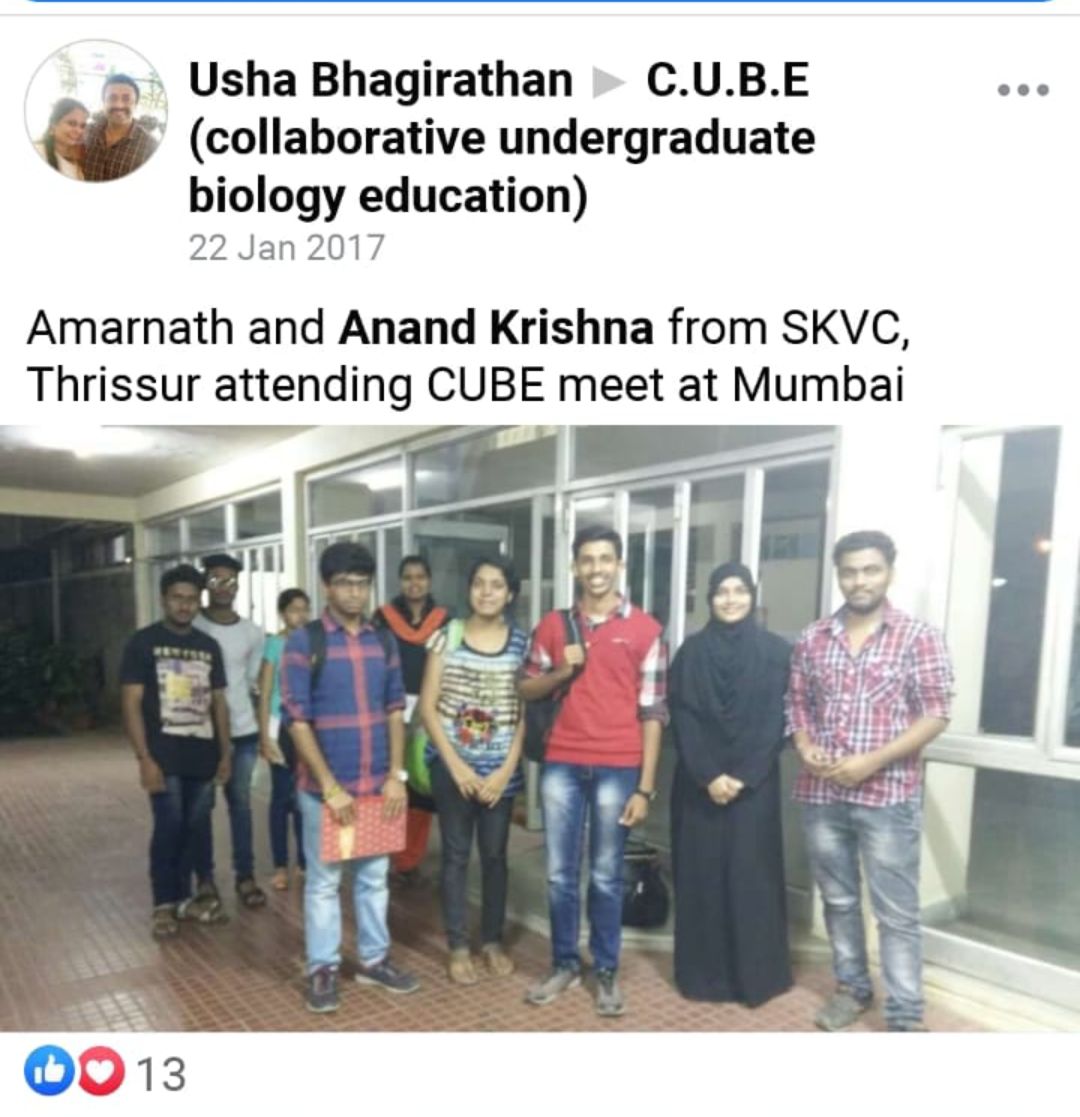 Usha Bhagirathan ▶ C.U.B.E
(collaborative undergraduate
biology education)
22 Jan 2017
Amarnath and Anand Krishna from SKVC,
Thrissur attending CUBE meet at Mumbai
13